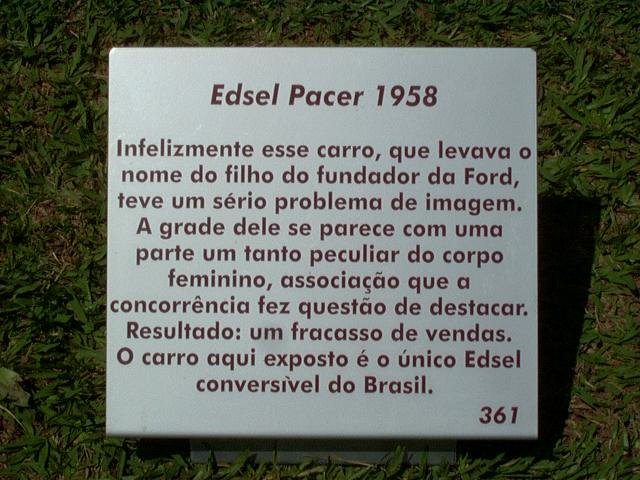 Edsel Pacer 1958
Infelizmente esse carro, que levava o
nome do filho do fundador da Ford,
teve um sério problema de imagem.
A grade dele se parece com uma
parte um tanto peculiar do corpo
feminino, associação que a
concorrência fez questão de destacar.
Resultado: um fracasso de vendas.
O carro aqui exposto é o único Edsel
conversìvel do Brasil.
361